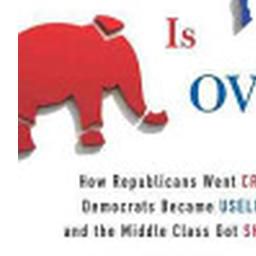 Is
OV
How Republicans Went CR
Democrats Became USEL
and the Middle Class Got SH